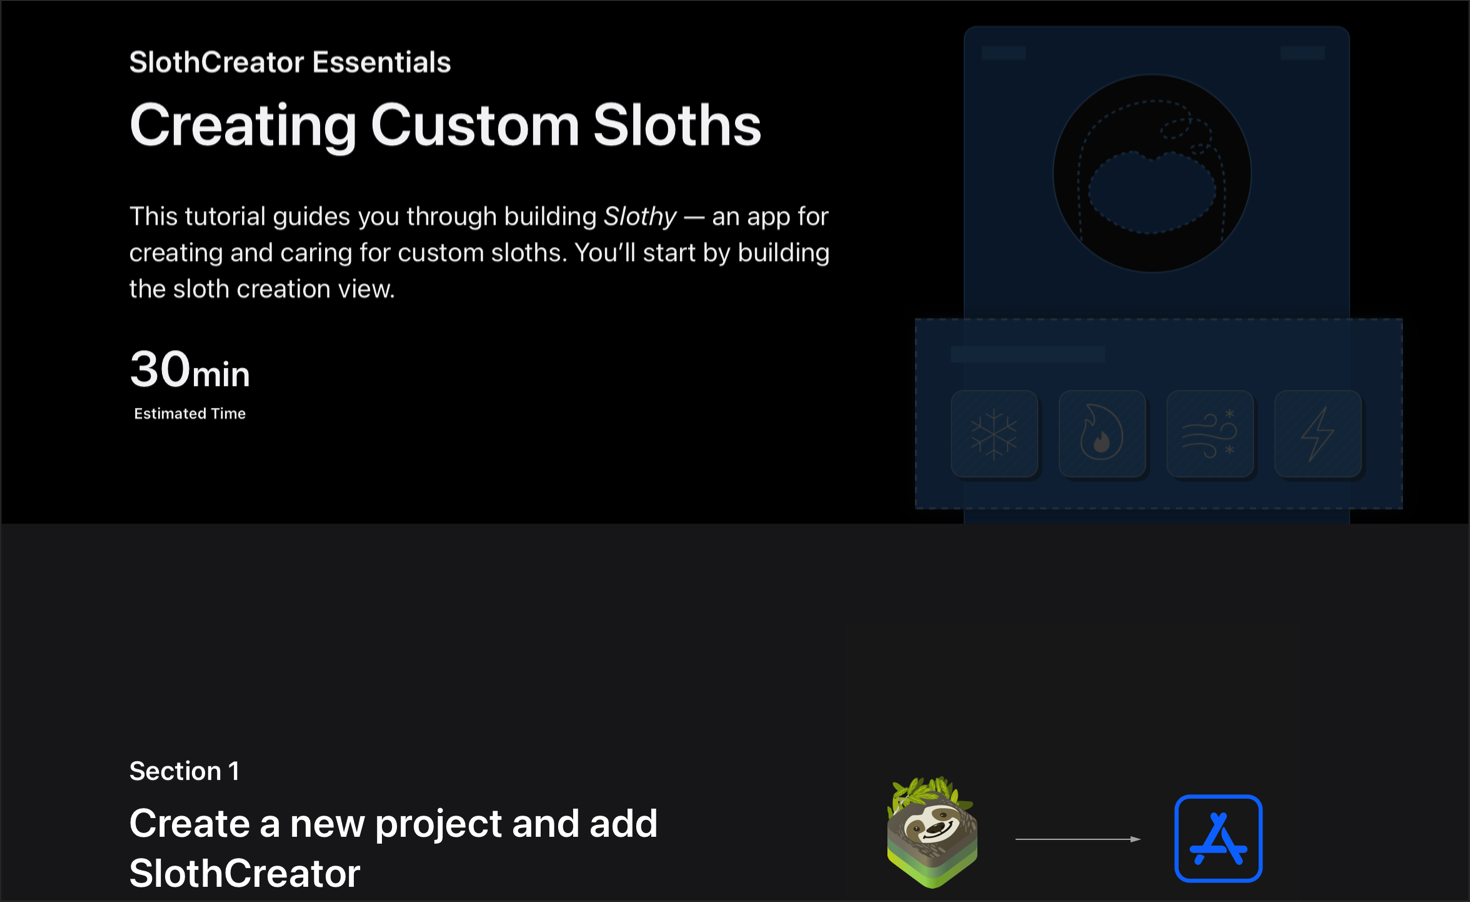 SlothCreator Essentials
Creating Custom Sloths
This tutorial guides you through building Slothy — an app for
creating and caring for custom sloths. You’ll start by building
the sloth creation view.
30min
Estimated Time
Section 1
Create a new project and add
SlothCreator